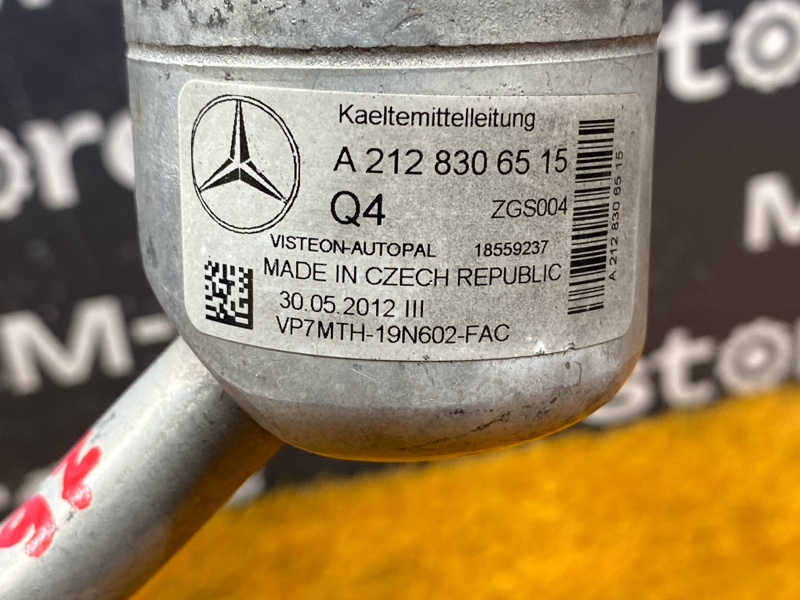 Kaeltemittelleitung
A 212 830 65 15
Q4
ZGS004
VISTEON-AUTOPAL 18559237
MADE IN CZECH REPUBLIC
30.05.2012 III
VP7MTH-19N602-FAC
A 212 830 65 15